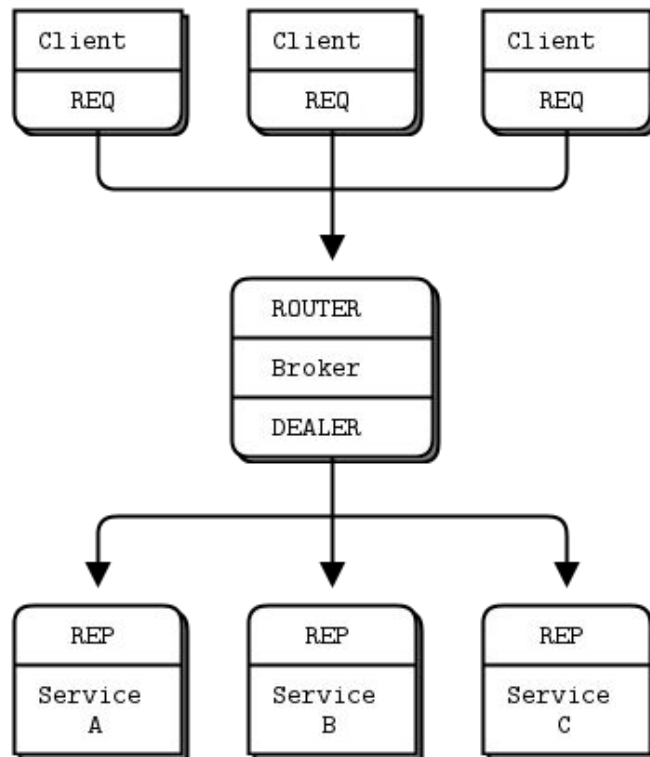 Client Client Client
REQ REQ REQ
ROUTER
Broker
DEALER
REP REP REP
Service Service Service
A B C